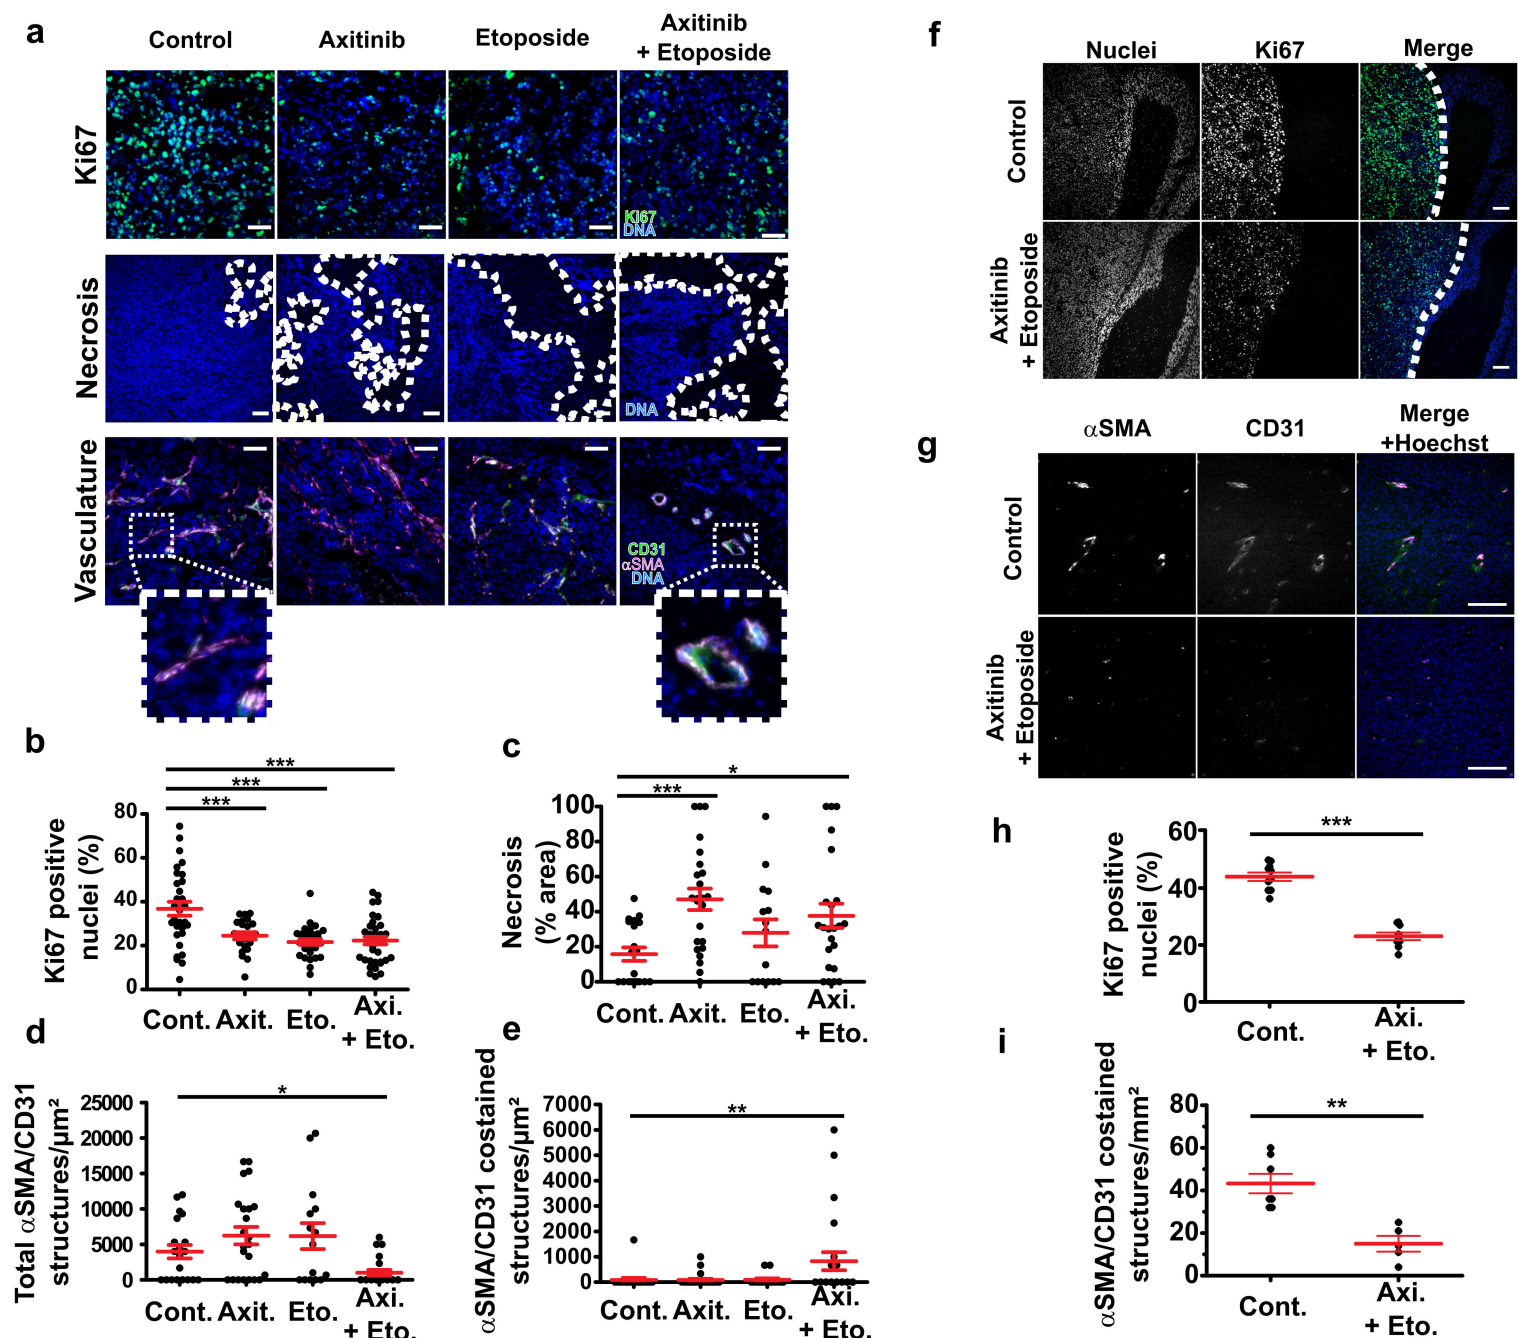 a
Control
Axitinib
Etoposide
Axitinib
+ Etoposide
Ki67
Ki67
DNA
Necrosis
DNA
Vasculature
CD31
αSMA
DNA
b
Ki67 positive
nuclei (%)
80
60
40
20
0
***
***
***
Cont.
Axit.
Eto.
Axi.
+ Eto.
c
Necrosis
(% area)
100
80
60
40
20
0
*
***
Cont.
Axit.
Eto.
Axi.
+ Eto.
d
Total αSMA/CD31
structures/µm²
25000
20000
15000
10000
5000
0
*
Cont.
Axit.
Eto.
Axi.
+ Eto.
e
αSMA/CD31 costained
structures/µm²
7000
6000
5000
4000
3000
2000
1000
0
**
Cont.
Axit.
Eto.
Axi.
+ Eto.
f
Nuclei
Ki67
Merge
Control
Axitinib
+ Etoposide
g
αSMA
CD31
Merge
+Hoechst
Control
Axitinib
+ Etoposide
h
Ki67 positive
nuclei (%)
60
40
20
0
***
Cont.
Axi.
+ Eto.
i
αSMA/CD31 costained
structures/mm²
80
60
40
20
0
**
Cont.
Axi.
+ Eto.